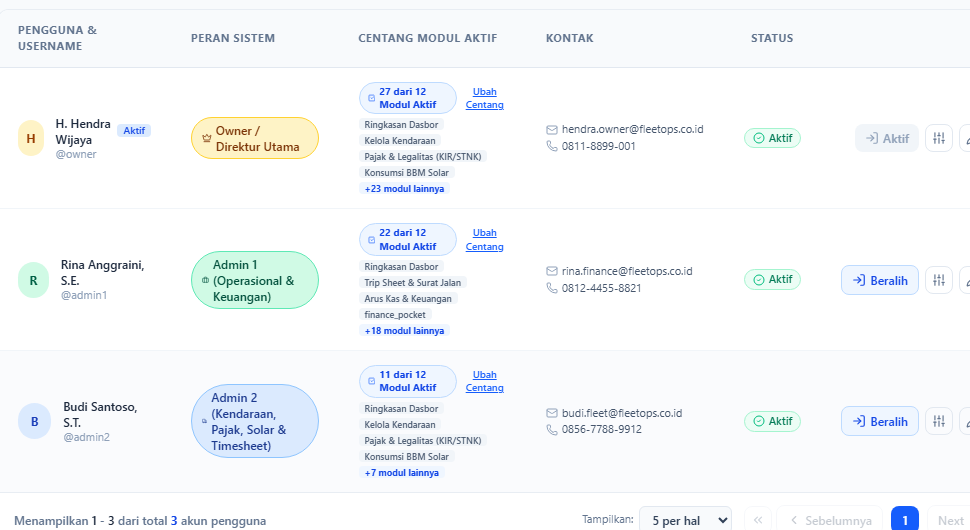 PENGGUNA &
USERNAME
PERAN SISTEM
CENTANG MODUL AKTIF
KONTAK
STATUS
H
H. Hendra
Wijaya
Aktif
@owner
Owner /
Direktur Utama
27 dari 12
Modul Aktif
Ubah
Centang
Ringkasan Dasbor
Kelola Kendaraan
Pajak & Legalitas (KIR/STNK)
Konsumsi BBM Solar
+23 modul lainnya
hendra.owner@fleetops.co.id
0811-8899-001
Aktif
Aktif
R
Rina Anggraini,
S.E.
@admin1
Admin 1
(Operasional &
Keuangan)
22 dari 12
Modul Aktif
Ubah
Centang
Ringkasan Dasbor
Trip Sheet & Surat Jalan
Arus Kas & Keuangan
finance_pocket
+18 modul lainnya
rina.finance@fleetops.co.id
0812-4455-8821
Aktif
Beralih
B
Budi Santoso,
S.T.
@admin2
Admin 2
(Kendaraan,
Pajak, Solar &
Timesheet)
11 dari 12
Modul Aktif
Ubah
Centang
Ringkasan Dasbor
Kelola Kendaraan
Pajak & Legalitas (KIR/STNK)
Konsumsi BBM Solar
+7 modul lainnya
budi.fleet@fleetops.co.id
0856-7788-9912
Aktif
Beralih
Menampilkan 1 - 3 dari total 3 akun pengguna
Tampilan:
5 per hal
Sebelumnya
1
Next